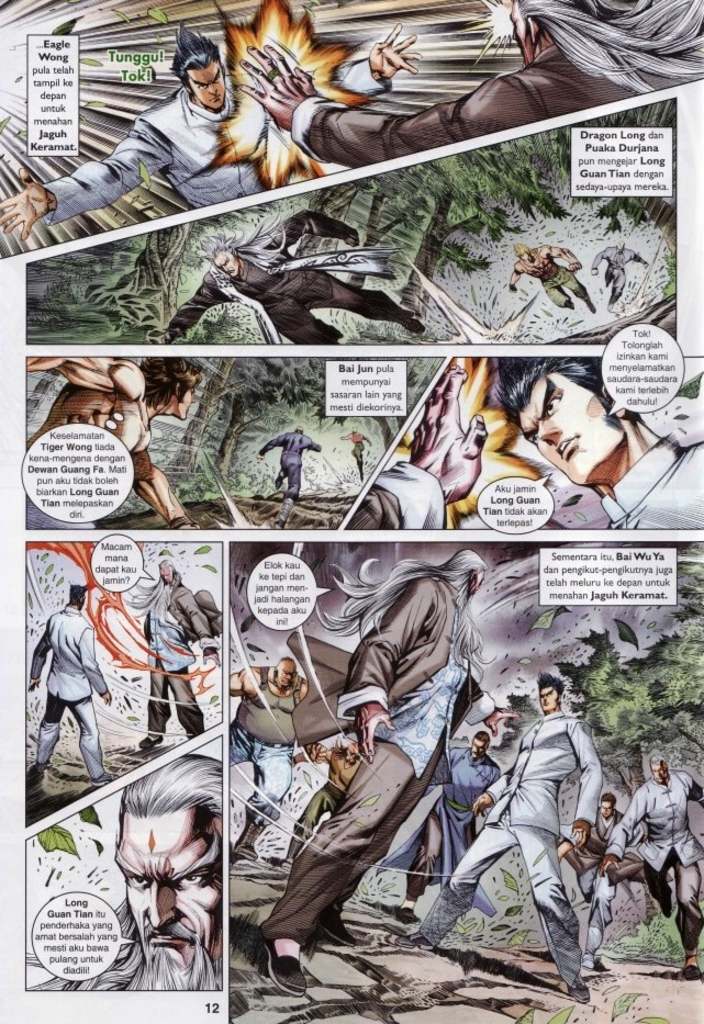 ...Eagle
Wong
pula telah
tampil ke
depan
untuk
menahan
Jaguh
Keramat.
Tunggu!
Tok!
Dragon Long dan
Puaka Durjana
pun mengejar Long
Guan Tian dengan
sedaya-upaya mereka.
Bai Jun pula
mempunyai
sasaran lain yang
mesti diekorinya.
Keselamatan
Tiger Wong tiada
kena-mengena dengan
Dewan Guang Fa. Mati
pun aku tidak boleh
biarkan Long Guan
Tian melepaskan
diri.
Tok!
Tolonglah
izinkan kami
menyelamatkan
saudara-saudara
kami terlebih
dahulu!
Aku jamin
Long Guan
Tian tidak akan
terlepas!
Macam
mana
dapat kau
jamin?
Elok kau
ke tepi dan
jangan men-
jadi halangan
kepada aku
ini!
Sementara itu, Bai Wu Ya
dan pengikut-pengikutnya juga
telah meluru ke depan untuk
menahan Jaguh Keramat.
Long
Guan Tian itu
penderhaka yang
amat bersalah yang
mesti aku bawa
pulang untuk
diadili!
12